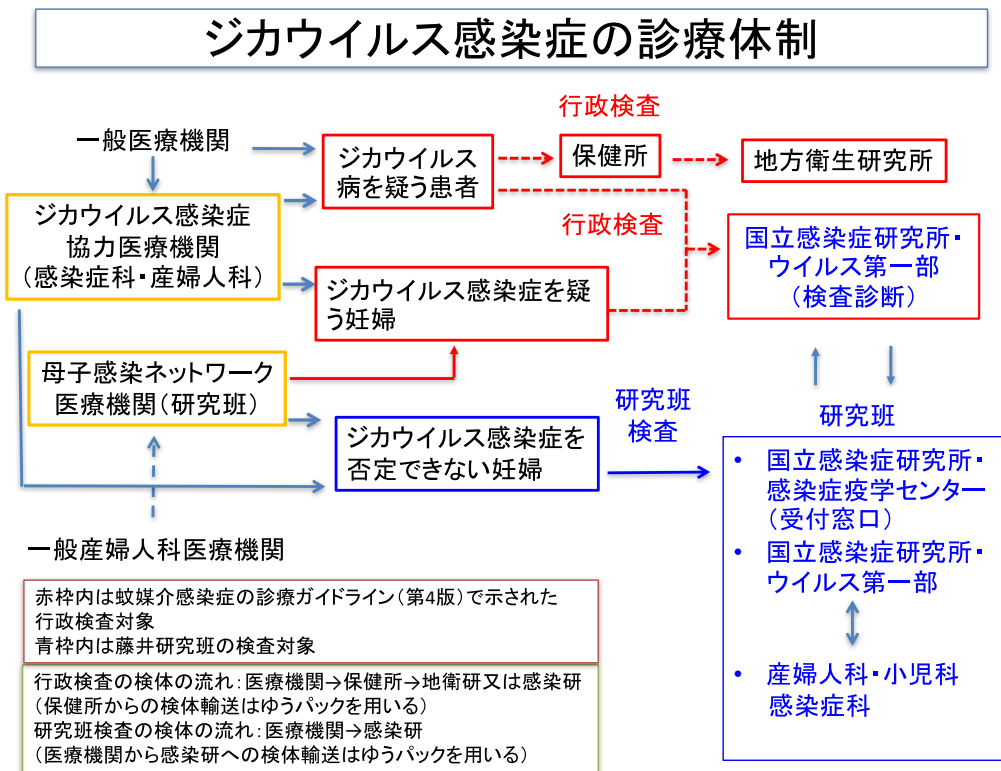 ジカウイルス感染症の診療体制
一般医療機関
ジカウイルス感染症
協力医療機関
(感染症科・産婦人科)
母子感染ネットワーク
医療機関(研究班)
一般産婦人科医療機関
ジカウイルス
病を疑う患者
ジカウイルス感染症を疑
う妊婦
ジカウイルス感染症を
否定できない妊婦
行政検査
保健所
地方衛生研究所
行政検査
国立感染症研究所・
ウイルス第一部
(検査診断)
研究班
検査
研究班
• 国立感染症研究所・
感染症疫学センター
(受付窓口)
• 国立感染症研究所・
ウイルス第一部
• 産婦人科・小児科
感染症科
赤枠内は蚊媒介感染症の診療ガイドライン(第4版)で示された
行政検査対象
青枠内は藤井研究班の検査対象
行政検査の検体の流れ:医療機関→保健所→地衛研又は感染研
(保健所からの検体輸送はゆうパックを用いる)
研究班検査の検体の流れ:医療機関→感染研
(医療機関から感染研への検体輸送はゆうパックを用いる)